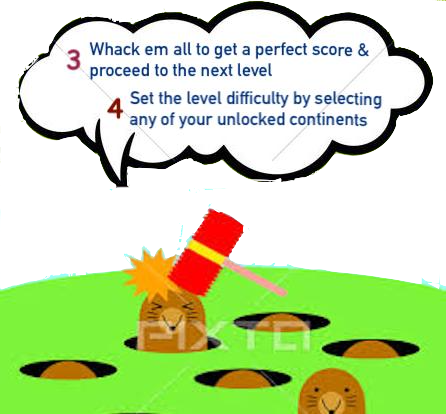 3 Whack em all to get a perfect score &
proceed to the next level
4 Set the level difficulty by selecting
any of your unlocked continents
PIXTA